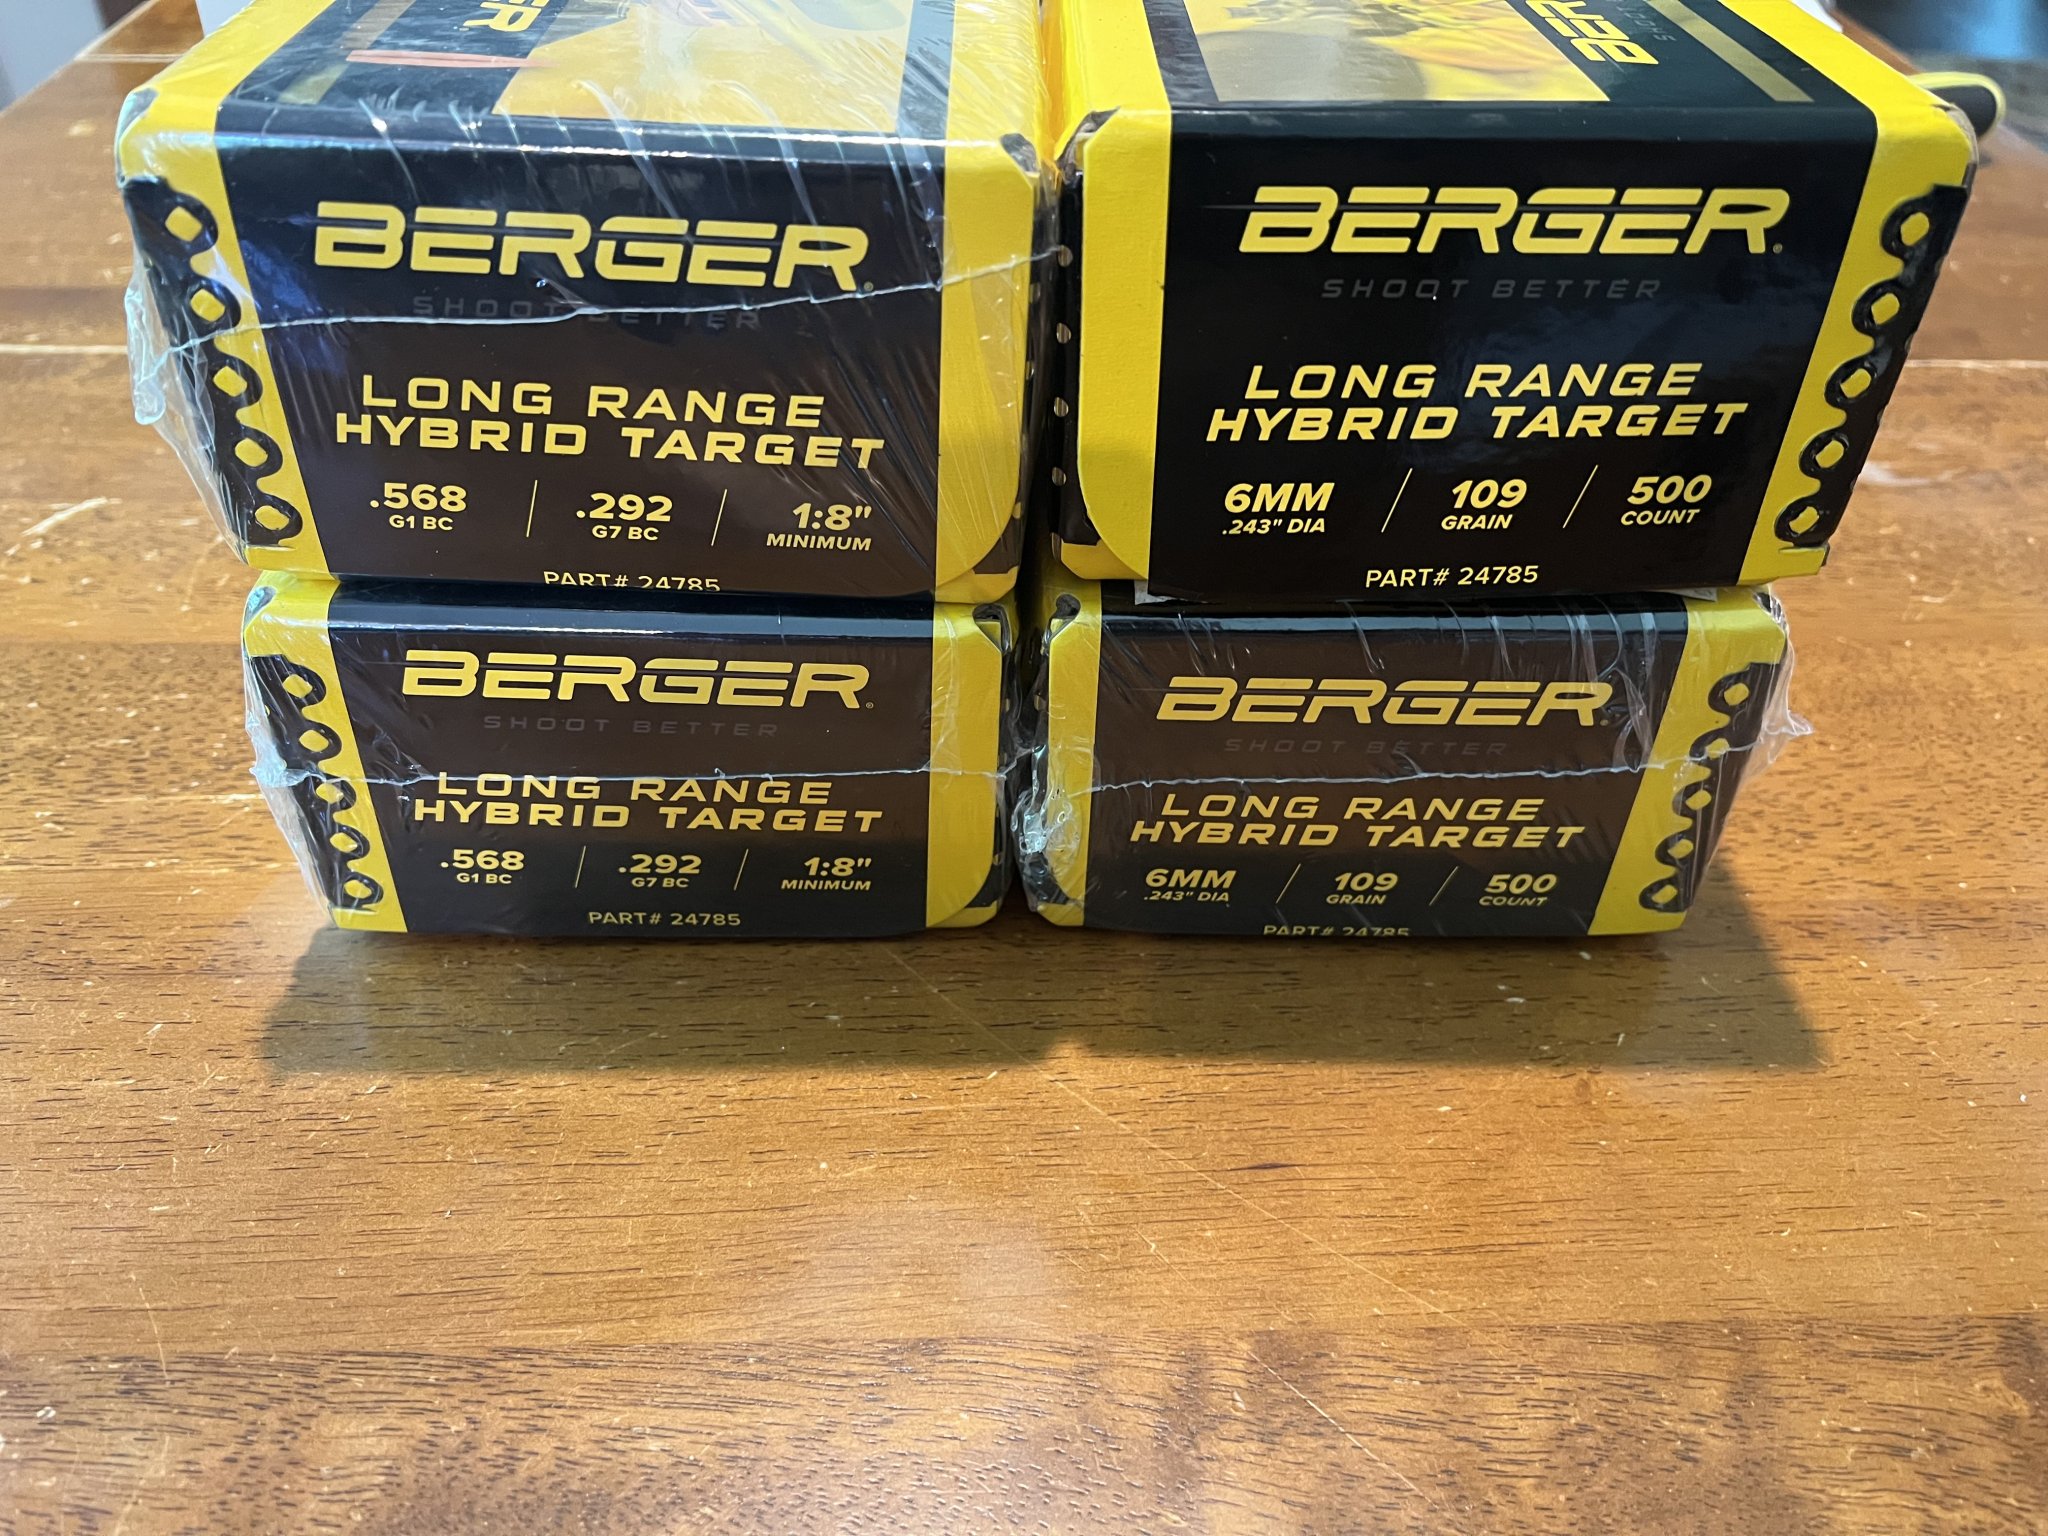 BERGER
SHOOT BETTER
LONG RANGE
HYBRID TARGET
.568
G1 BC
.292
G7 BC
1:8"
MINIMUM
PART# 24785
BERGER
SHOOT BETTER
LONG RANGE
HYBRID TARGET
6MM
.243" DIA
109
GRAIN
500
COUNT
PART# 24785
BERGER
SHOOT BETTER
LONG RANGE
HYBRID TARGET
.568
G1 BC
.292
G7 BC
1:8"
MINIMUM
PART# 24785
BERGER
SHOOT BETTER
LONG RANGE
HYBRID TARGET
6MM
.243" DIA
109
GRAIN
500
COUNT
PART# 24785